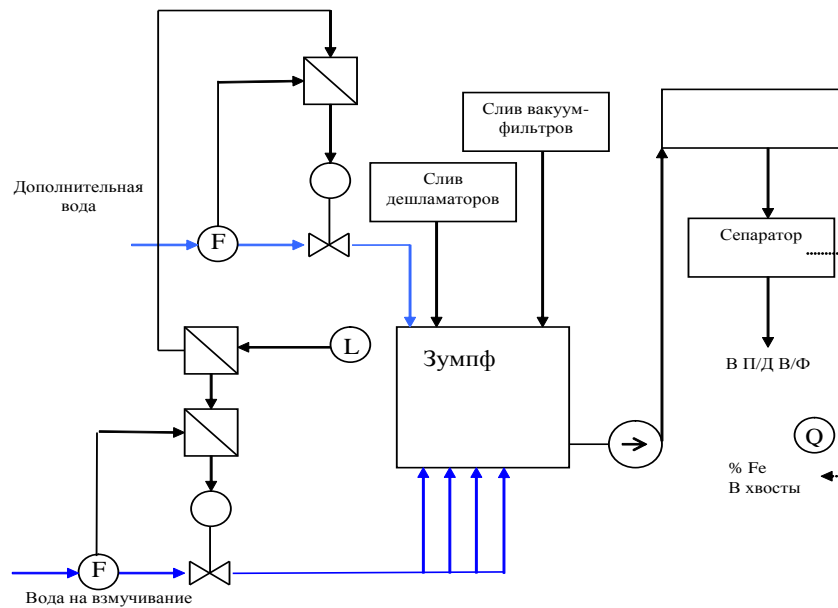 Слив вакуум-
фильтров
Дополнительная
вода
Слив
дешламаторов
F
Сепаратор
L
Зумпф
В П/Д В/Ф
Q
% Fe
В хвосты
F
Вода на взмучивание